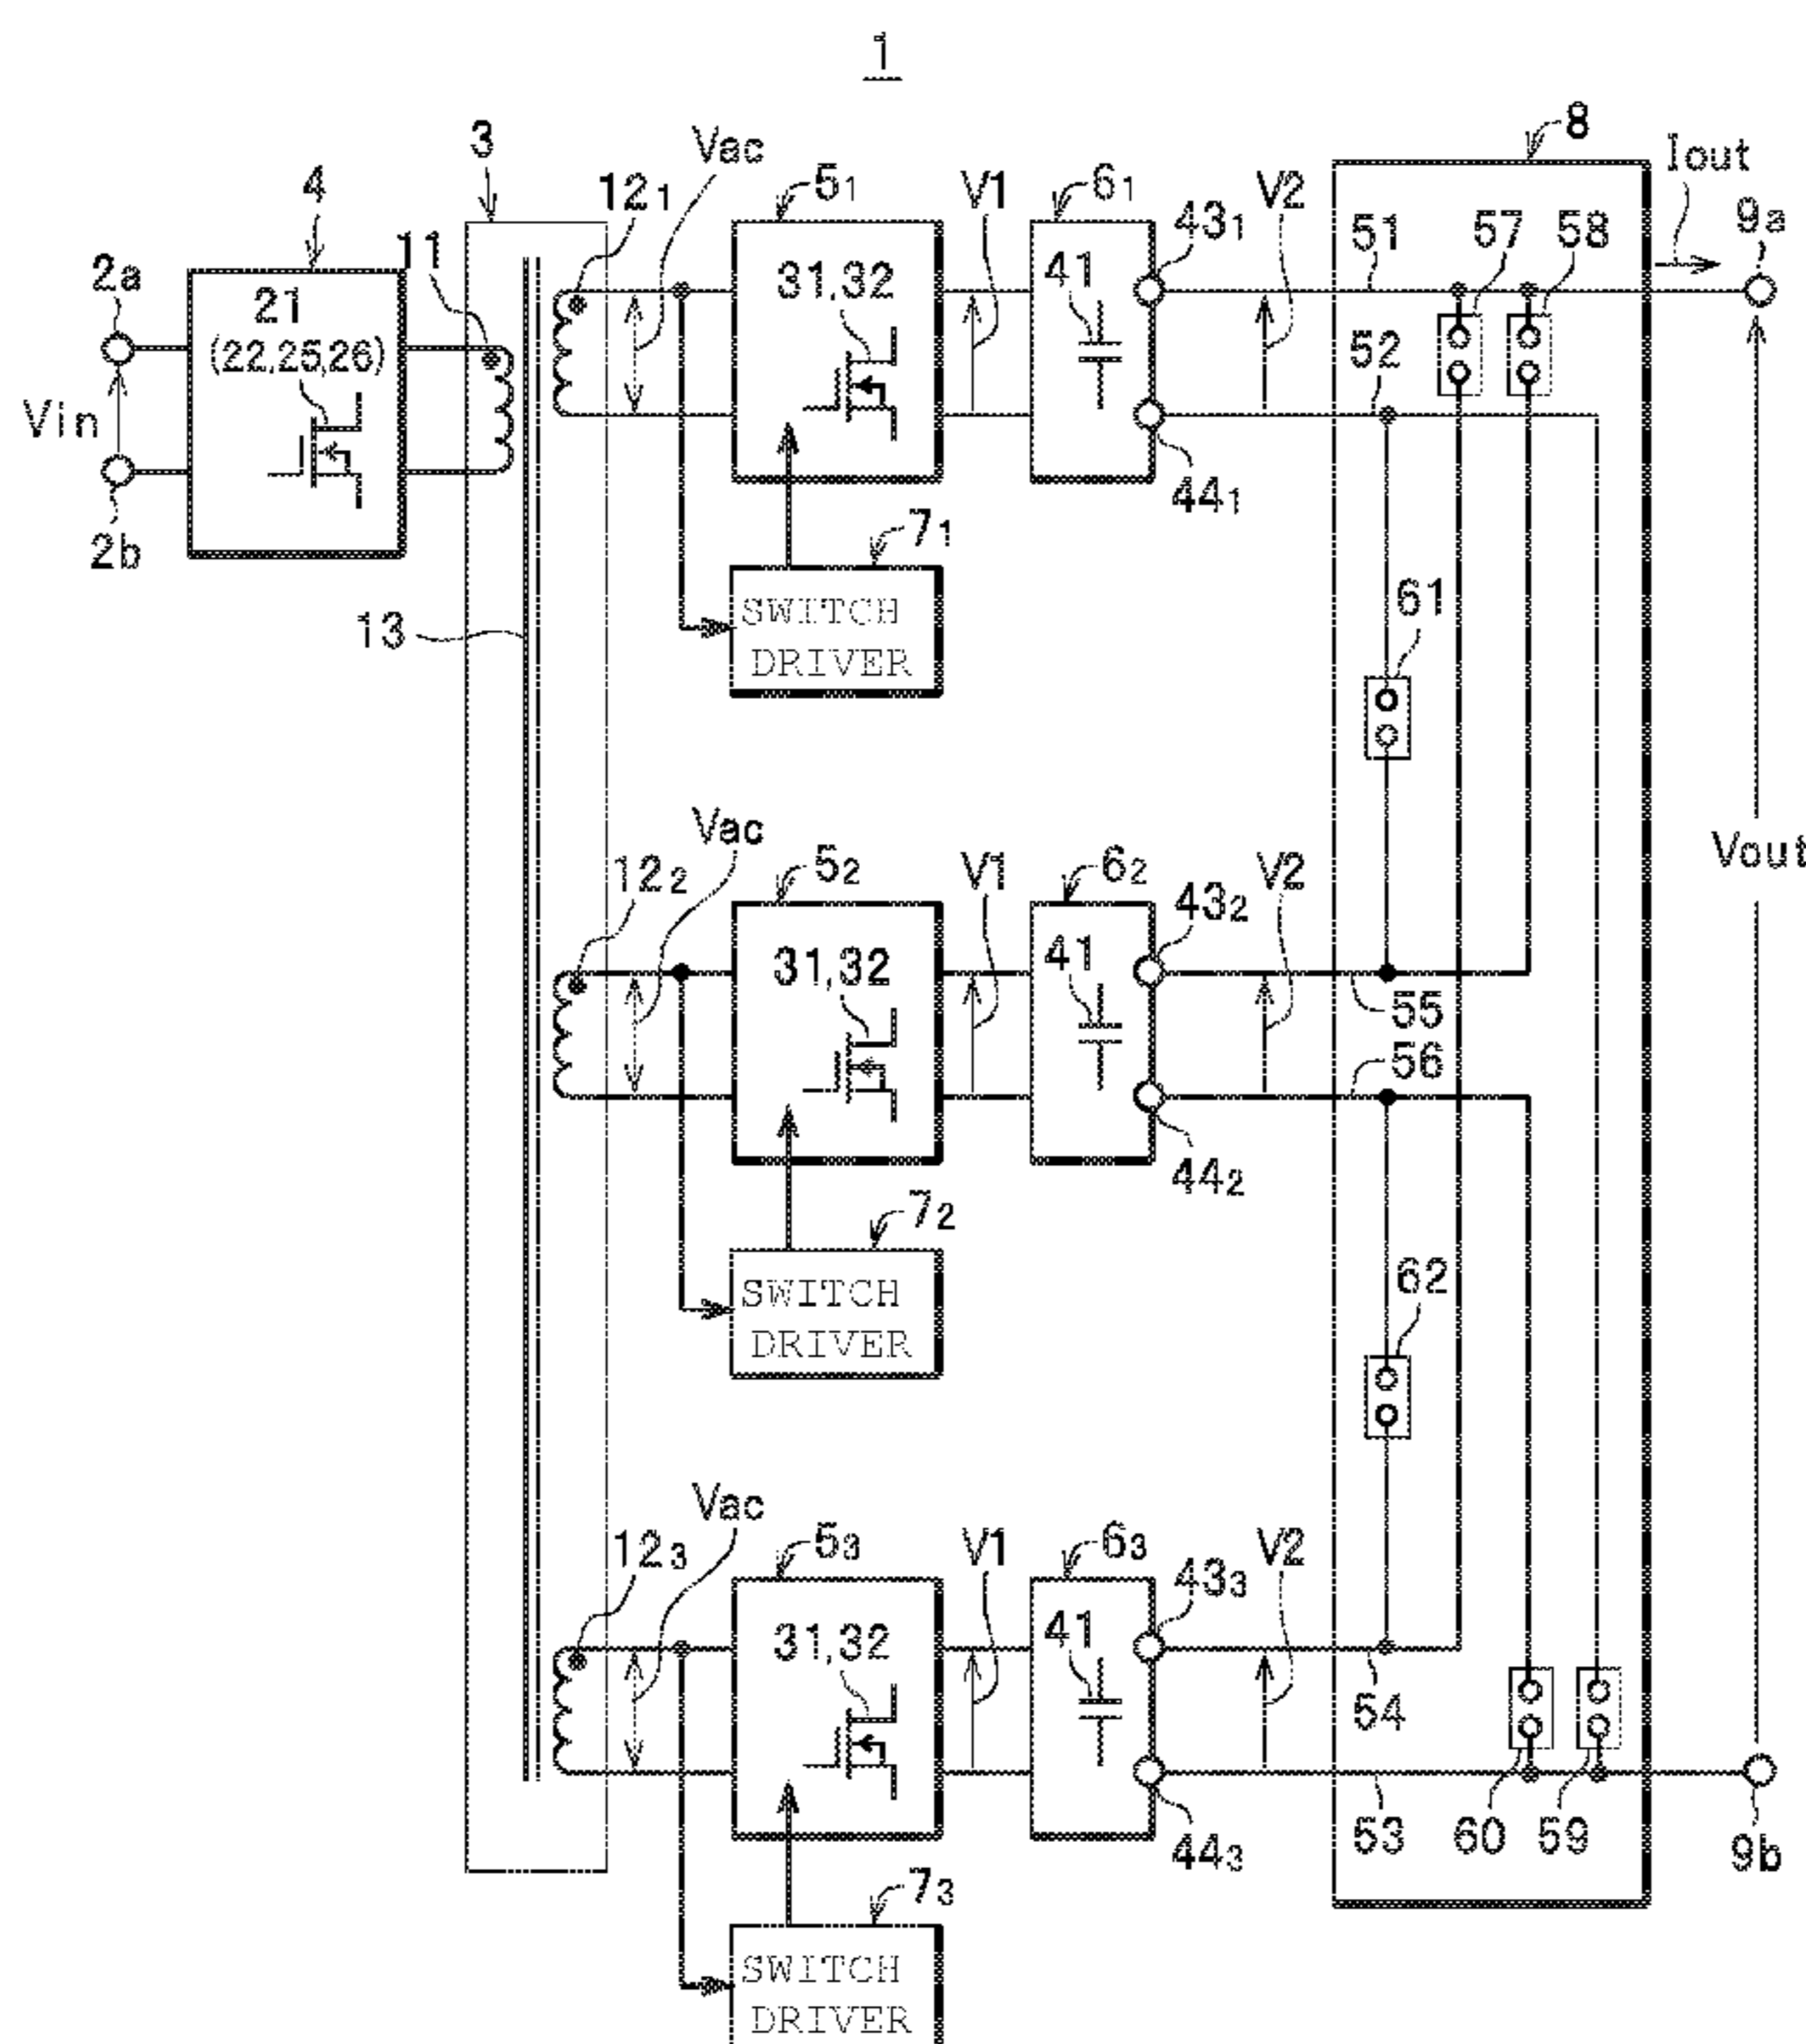 1
3
Vac
8
4
12₁
5₁
V1
6₁
V2
Iout
11
43₁
51
57
58
9a
2a
21
(22,25,26)
31,32
41
52
Vin
44₁
2b
7₁
13
SWITCH
DRIVER
61
Vac
Vout
12₂
5₂
V1
6₂
V2
43₂
31,32
41
55
56
44₂
7₂
SWITCH
DRIVER
62
Vac
12₃
5₃
V1
6₃
V2
43₃
31,32
41
54
44₃
53
60
59
9b
7₃
SWITCH
DRIVER